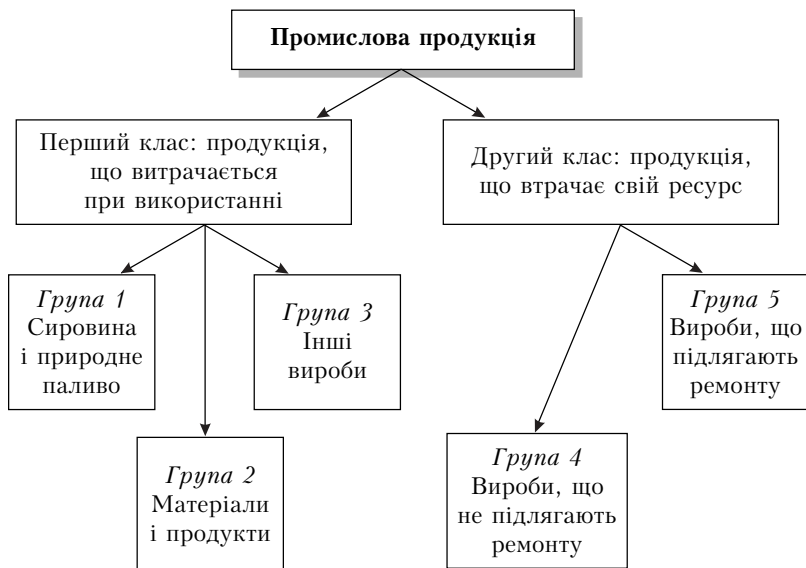 Промислова продукція
Перший клас: продукція,
що витрачається
при використанні
Другий клас: продукція,
що втрачає свій ресурс
Група 1
Сировина
і природне
паливо
Група 3
Інші
вироби
Група 5
Вироби, що
підлягають
ремонту
Група 2
Матеріали
і продукти
Група 4
Вироби, що
не підлягають
ремонту